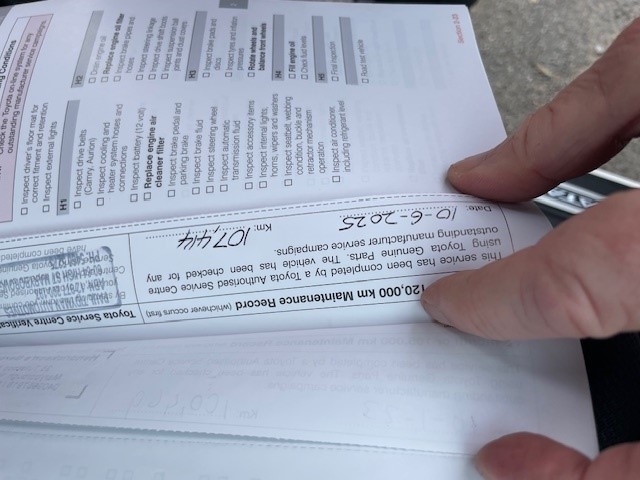 120,000 km Maintenance Record (whichever occurs first)
This service has been completed by a Toyota Authorised Service Centre
using Toyota Genuine Parts. The vehicle has been checked for any
outstanding manufacturer service campaigns.
Date: 10-6-2025 Km: 107,414
Toyota Service Centre
the Toyota on-line system for any
outstanding manufacturer service campaigns
Inspect driver's floor mat for
correct fitment and retention
Inspect external lights
H1
Inspect drive belts
(Camry, Aurion)
Inspect cooling and
heater system hoses and
connections
Inspect battery (12-volt)
Replace engine air
cleaner filter
Inspect brake pedal and
parking brake
Inspect brake fluid
Inspect steering wheel
Inspect automatic
transmission fluid
Inspect accessory items
Inspect internal lights,
horns, wipers and washers
Inspect seatbelt, webbing
condition, buckle and
retractor mechanism
operation
Inspect air conditioner,
including refrigerant level
H2
Drain engine oil
Replace engine oil filter
Inspect brake pipes and
hoses
Inspect steering linkage
Inspect drive shaft boots
Inspect suspension ball
joints and dust covers
H3
Inspect brake pads and
discs
Inspect tyres and inflation
pressures
Rotate wheels and
balance front wheels
H4
Fill engine oil
Check fluid levels
H5
Final inspection
Road test vehicle